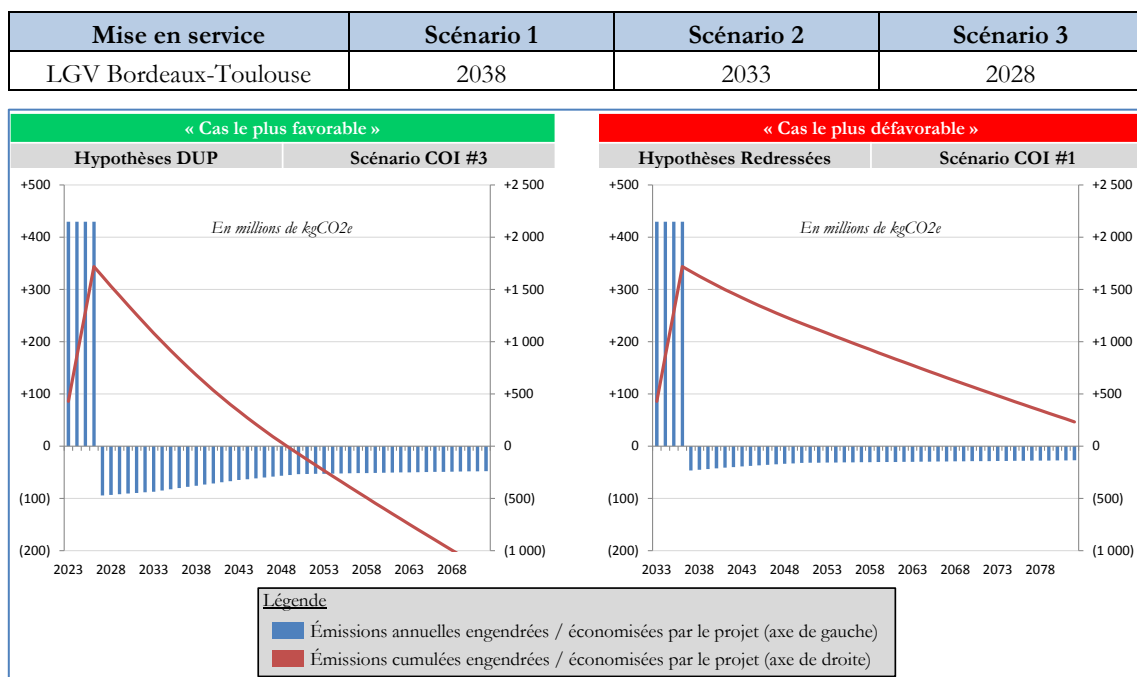 Mise en service Scénario 1 Scénario 2 Scénario 3
LGV Bordeaux-Toulouse 2038 2033 2028
« Cas le plus favorable »
Hypothèses DUP Scénario COI #3
+500 +2 500
En millions de kgCO2e
+400 +2 000
+300 +1 500
+200 +1 000
+100 +500
0 0
(100) (500)
(200) (1 000)
2023 2028 2033 2038 2043 2048 2053 2058 2063 2068
« Cas le plus défavorable »
Hypothèses Redressées Scénario COI #1
+500 +2 500
En millions de kgCO2e
+400 +2 000
+300 +1 500
+200 +1 000
+100 +500
0 0
(100) (500)
(200) (1 000)
2033 2038 2043 2048 2053 2058 2063 2068 2073 2078
Légende
Émissions annuelles engendrées / économisées par le projet (axe de gauche)
Émissions cumulées engendrées / économisées par le projet (axe de droite)